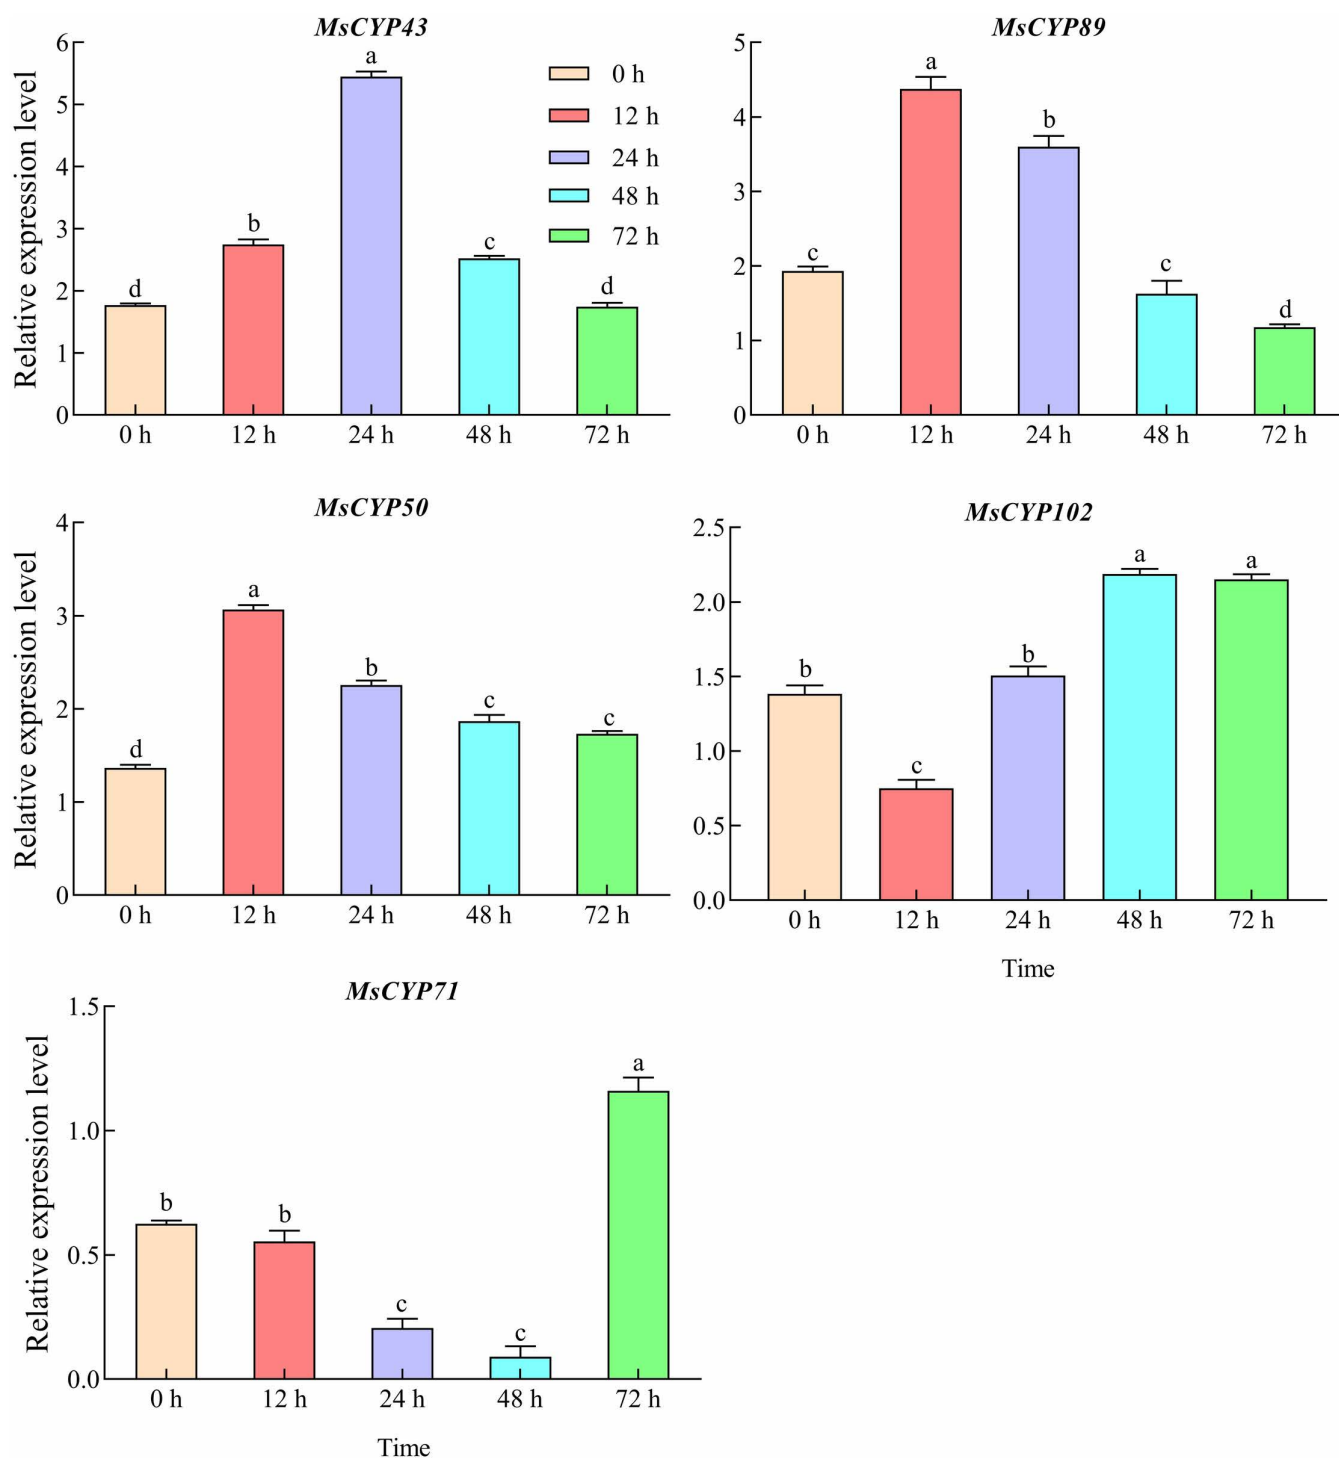 MsCYP43
Relative expression level
6
5
4
3
2
1
0
a
b
c
d
d
0 h
12 h
24 h
48 h
72 h
0 h 12 h 24 h 48 h 72 h
MsCYP89
5
4
3
2
1
0
c
a
b
c
d
0 h 12 h 24 h 48 h 72 h
MsCYP50
Relative expression level
4
3
2
1
0
d
a
b
c
c
0 h 12 h 24 h 48 h 72 h
MsCYP102
2.5
2.0
1.5
1.0
0.5
0.0
b
c
b
a
a
0 h 12 h 24 h 48 h 72 h
Time
MsCYP71
Relative expression level
1.5
1.0
0.5
0.0
b
b
c
c
a
0 h 12 h 24 h 48 h 72 h
Time